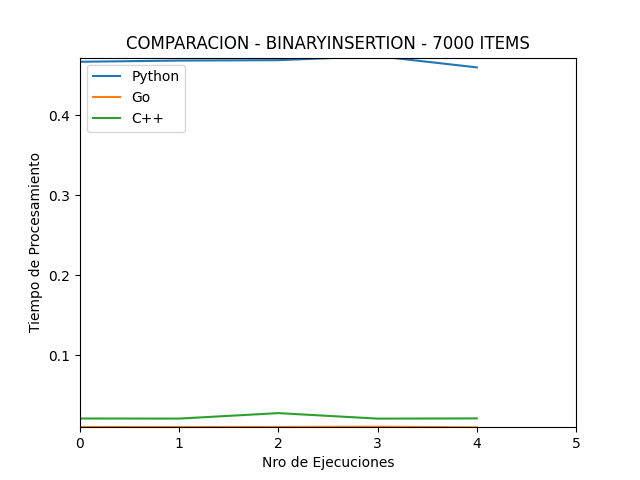 COMPARACION - BINARYINSERTION - 7000 ITEMS
Python
Go
C++
Tiempo de Procesamiento
0.4
0.3
0.2
0.1
0 1 2 3 4 5
Nro de Ejecuciones